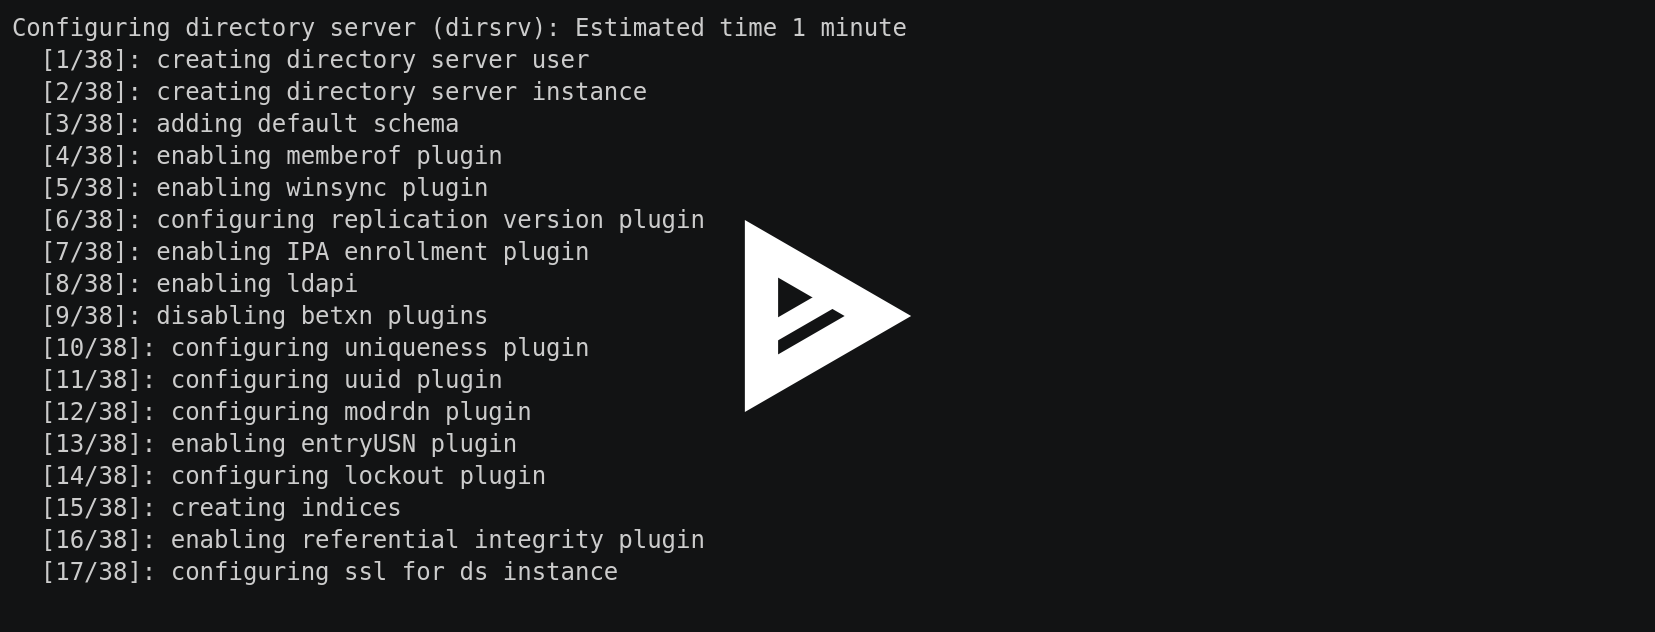 Configuring directory server (dirsrv): Estimated time 1 minute
[1/38]: creating directory server user
[2/38]: creating directory server instance
[3/38]: adding default schema
[4/38]: enabling memberof plugin
[5/38]: enabling winsync plugin
[6/38]: configuring replication version plugin
[7/38]: enabling IPA enrollment plugin
[8/38]: enabling ldapi
[9/38]: disabling betxn plugins
[10/38]: configuring uniqueness plugin
[11/38]: configuring uuid plugin
[12/38]: configuring modrdn plugin
[13/38]: enabling entryUSN plugin
[14/38]: configuring lockout plugin
[15/38]: creating indices
[16/38]: enabling referential integrity plugin
[17/38]: configuring ssl for ds instance